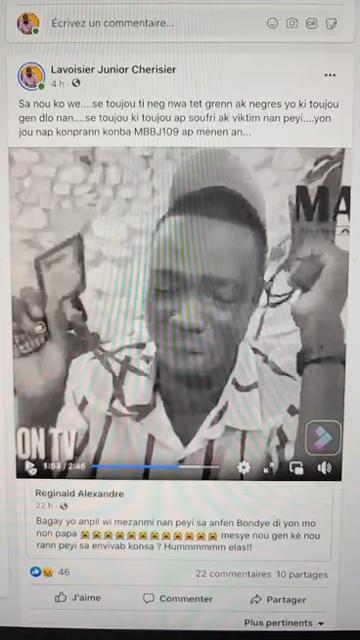 Écrivez un commentaire...
GIF
Lavoisier Junior Cherisier
4 h ·
Sa nou ko we....se toujou ti neg nwa tet grenn ak negres yo ki toujou
gen dlo nan....se toujou ki toujou ap soufri ak viktim nan peyi....yon
jou nap konprann konba MBBJ109 ap menen an...
MA
ON TV
1:53 / 2:46
Reginald Alexandre
22 h ·
Bagay yo anpil wi mezanmi nan peyi sa anfen Bondye di yon mo
non papa 😭😭😭😭😭😭😭😭😭😭😭😭 mesye nou gen kè nou
rann peyi sa envivab konsa ? Hummmmmm elas!!
46
22 commentaires 10 partages
J'aime
Commenter
Partager
Plus pertinents